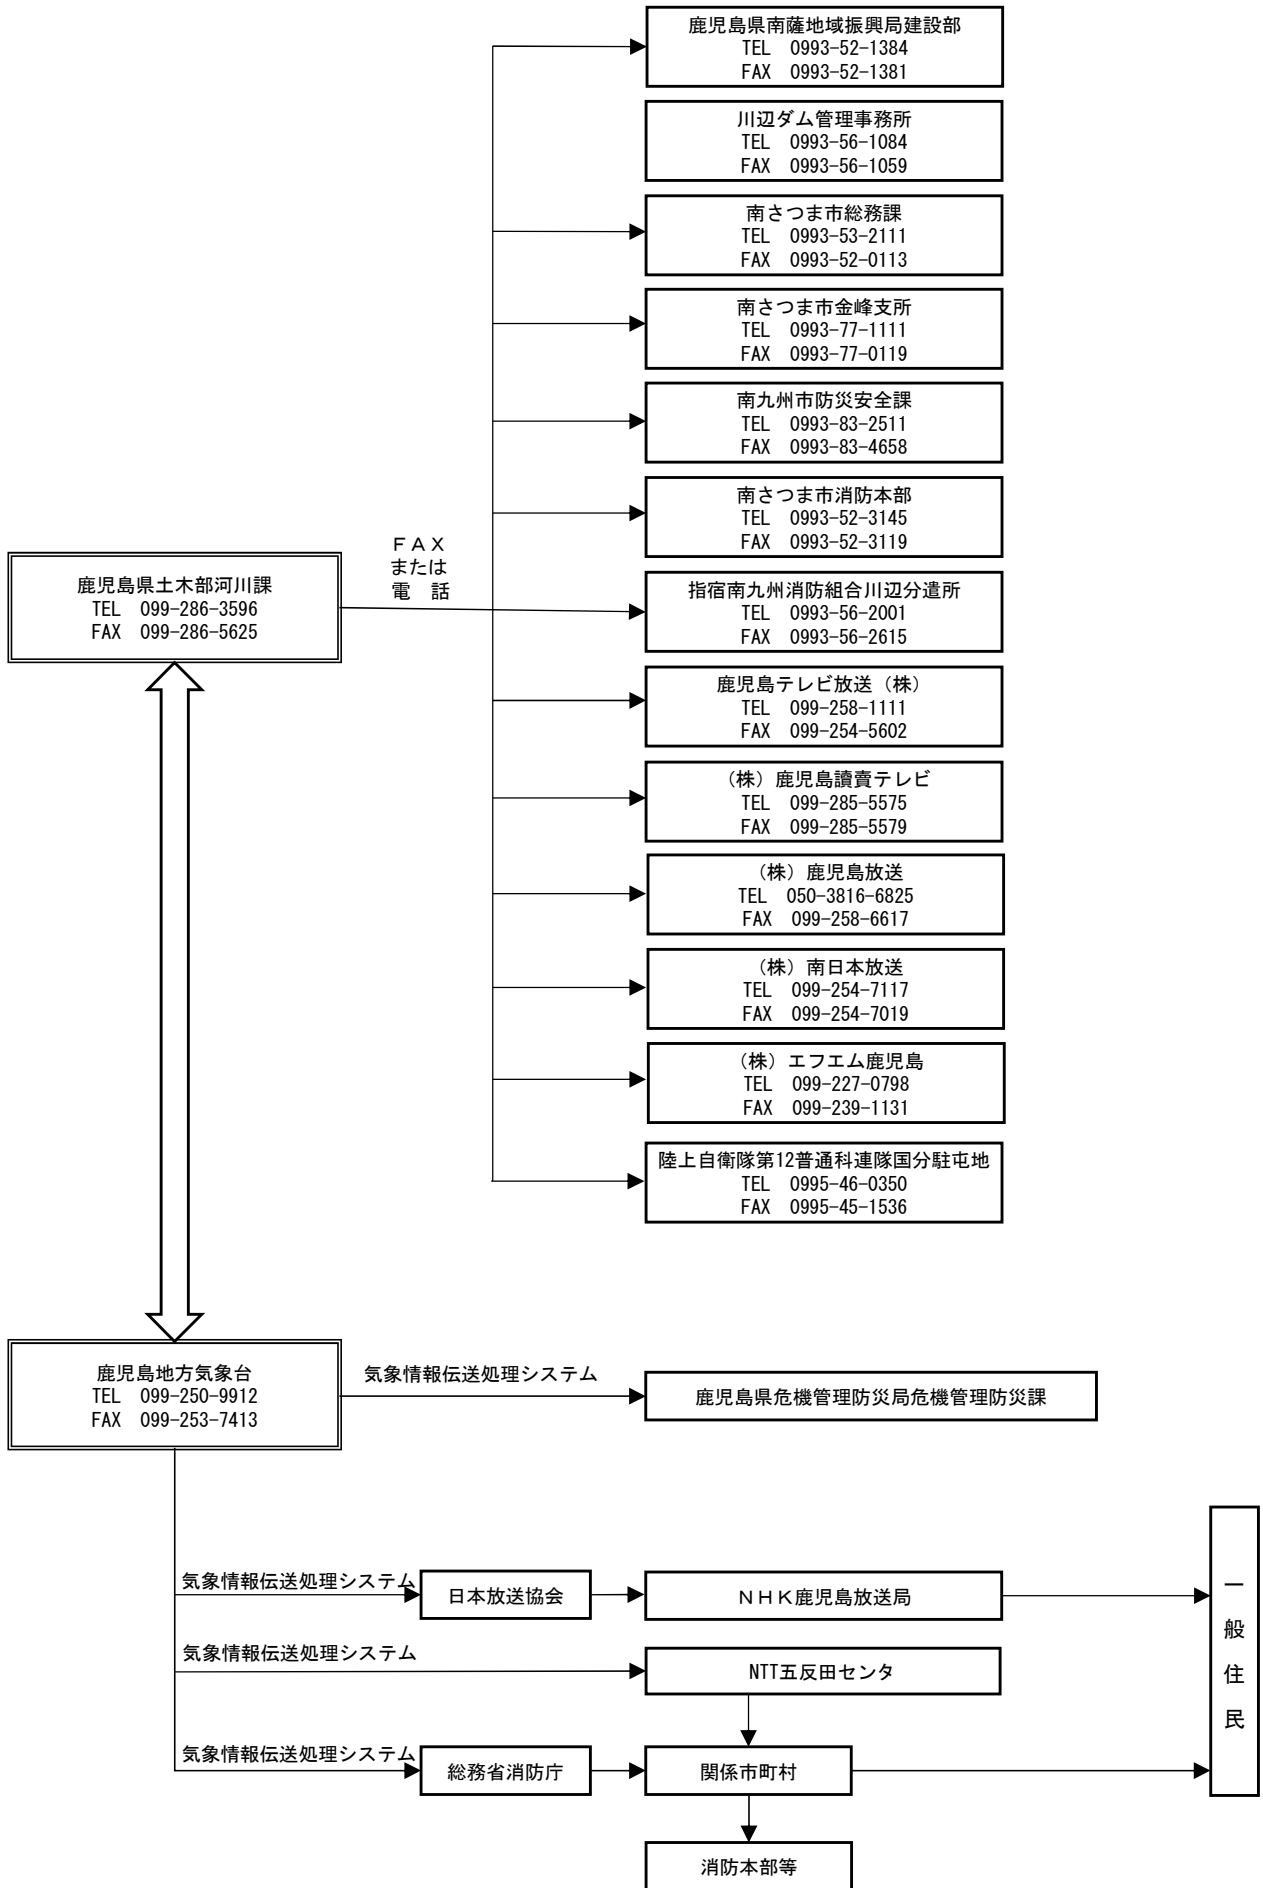 鹿児島県南薩地域振興局建設部
TEL　0993-52-1384
FAX　0993-52-1381
川辺ダム管理事務所
TEL　0993-56-1084
FAX　0993-56-1059
南さつま市総務課
TEL　0993-53-2111
FAX　0993-52-0113
南さつま市金峰支所
TEL　0993-77-1111
FAX　0993-77-0119
南九州市防災安全課
TEL　0993-83-2511
FAX　0993-83-4658
南さつま市消防本部
TEL　0993-52-3145
FAX　0993-52-3119
鹿児島県土木部河川課
TEL　099-286-3596
FAX　099-286-5625
ＦＡＸ
または
電　話
指宿南九州消防組合川辺分遣所
TEL　0993-56-2001
FAX　0993-56-2615
鹿児島テレビ放送（株）
TEL　099-258-1111
FAX　099-254-5602
（株）鹿児島讀賣テレビ
TEL　099-285-5575
FAX　099-285-5579
（株）鹿児島放送
TEL　050-3816-6825
FAX　099-258-6617
（株）南日本放送
TEL　099-254-7117
FAX　099-254-7019
（株）エフエム鹿児島
TEL　099-227-0798
FAX　099-239-1131
陸上自衛隊第12普通科連隊国分駐屯地
TEL　0995-46-0350
FAX　0995-45-1536
鹿児島地方気象台
TEL　099-250-9912
FAX　099-253-7413
気象情報伝送処理システム
鹿児島県危機管理防災局危機管理防災課
気象情報伝送処理システム
日本放送協会
ＮＨＫ鹿児島放送局
一般住民
気象情報伝送処理システム
NTT五反田センタ
気象情報伝送処理システム
総務省消防庁
関係市町村
消防本部等